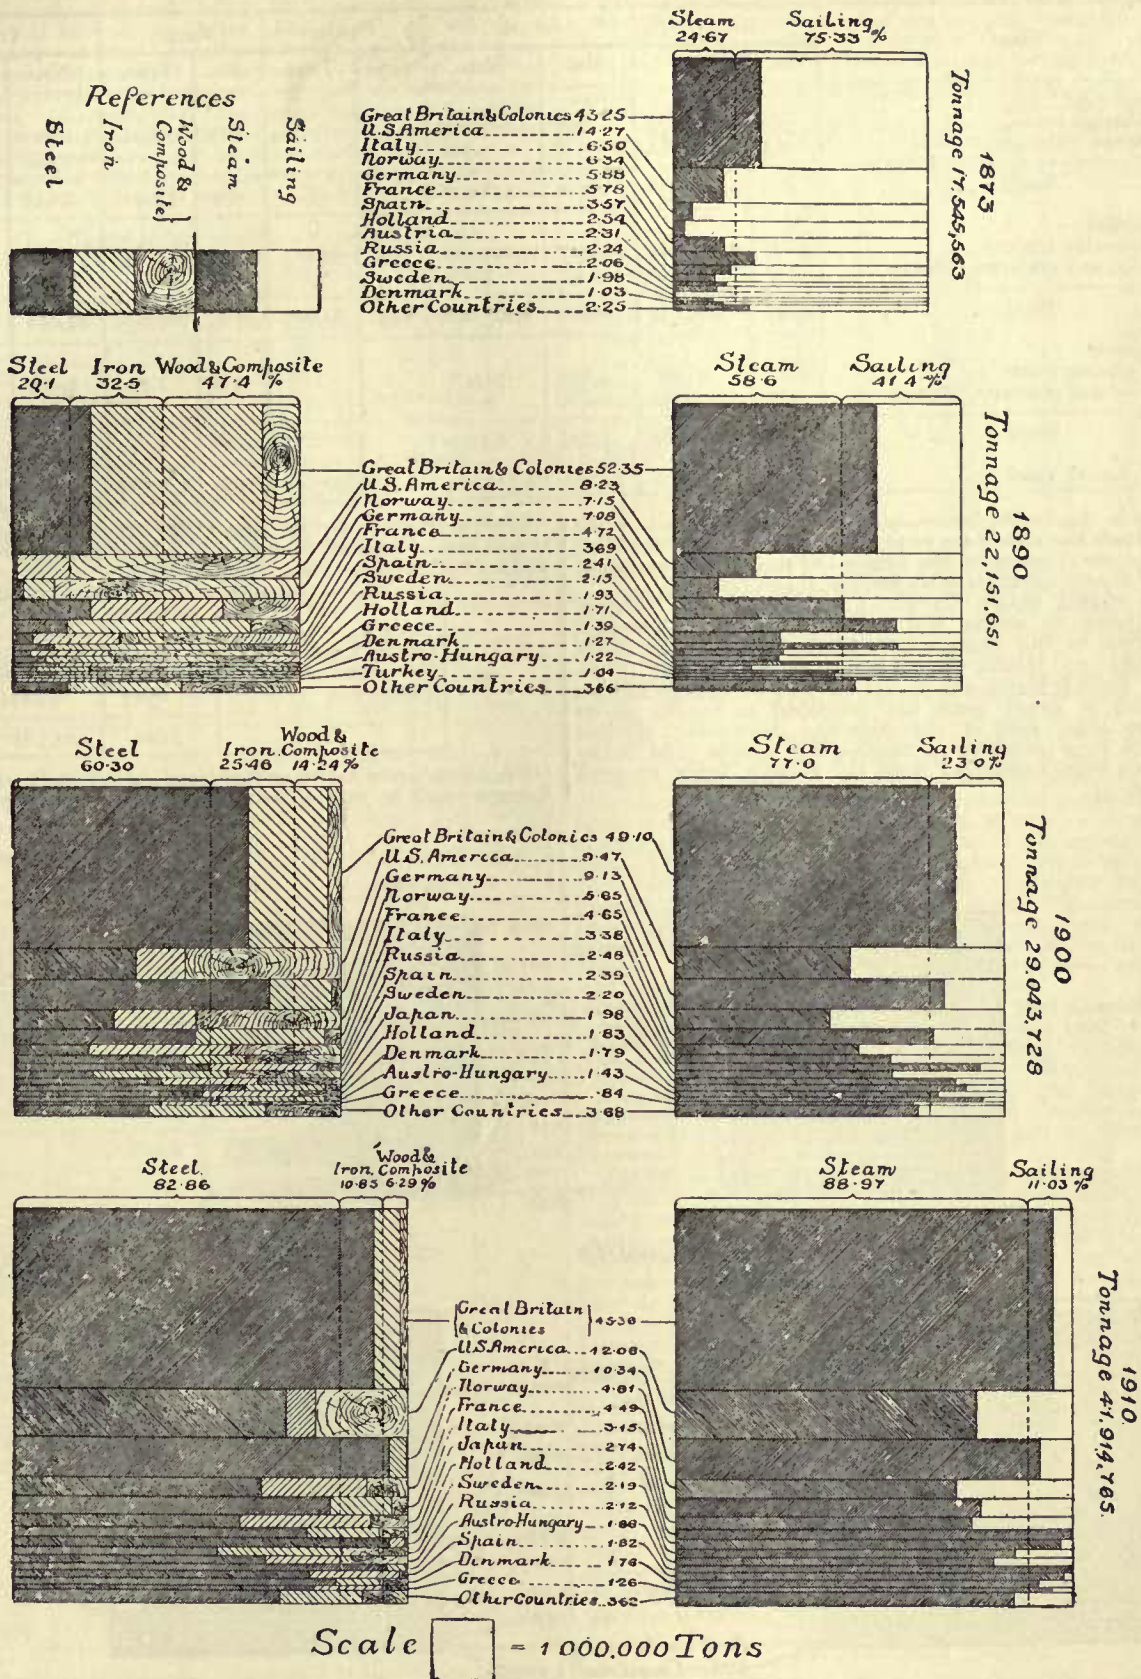 Steam Sailing
24·67 75·33 %
1873
Tonnage 17,545,563
References
Steel
Iron
Wood &
Composite
Steam
Sailing
Great Britain & Colonies 43·25
U.S. America 14·27
Italy 6·50
Norway 6·34
Germany 5·88
France 5·78
Spain 3·57
Holland 2·54
Austria 2·31
Russia 2·24
Greece 2·06
Sweden 1·98
Denmark 1·03
Other Countries 2·25
Steel Iron Wood & Composite
20·1 32·5 47·4 %
Steam Sailing
58·6 41·4 %
1890
Tonnage 22,151,651
Great Britain & Colonies 52·35
U.S. America 8·23
Norway 7·15
Germany 7·08
France 4·72
Italy 3·69
Spain 2·41
Sweden 2·15
Russia 1·93
Holland 1·71
Greece 1·39
Denmark 1·27
Austro-Hungary 1·22
Turkey 1·04
Other Countries 3·66
Steel Iron Wood & Composite
60·30 25·46 14·24 %
Steam Sailing
77·0 23·0 %
1900
Tonnage 29,043,728
Great Britain & Colonies 49·10
U.S. America 9·47
Germany 9·13
Norway 5·65
France 4·65
Italy 3·38
Russia 2·48
Spain 2·39
Sweden 2·20
Japan 1·98
Holland 1·83
Denmark 1·79
Austro-Hungary 1·43
Greece ·84
Other Countries 3·68
Steel Iron Wood & Composite
82·86 10·85 6·29 %
Steam Sailing
88·97 11·03 %
1910
Tonnage 41,914,765
Great Britain
& Colonies 45·36
U.S. America 12·06
Germany 10·34
Norway 4·81
France 4·49
Italy 3·15
Japan 2·74
Holland 2·42
Sweden 2·19
Russia 2·12
Austro-Hungary 1·86
Spain 1·82
Denmark 1·76
Greece 1·26
Other Countries 3·62
Scale = 1 000,000 Tons